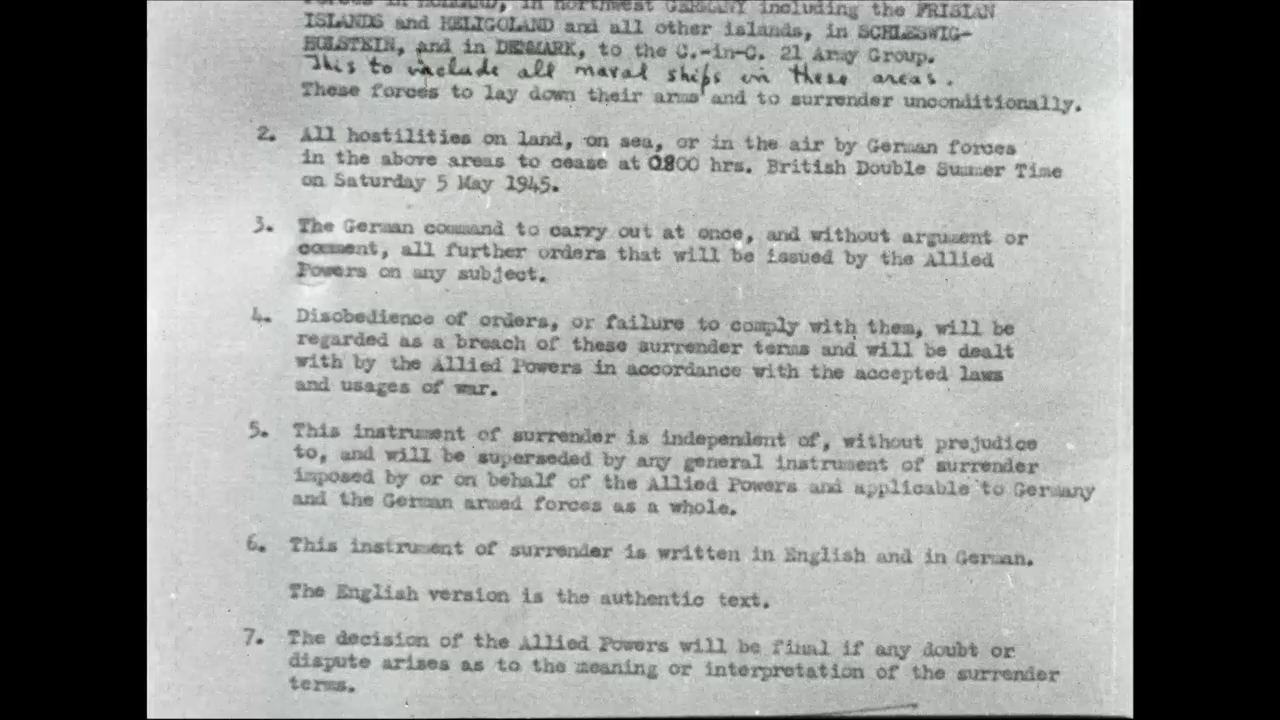 forces in HOLLAND, in northwest GERMANY including the FRISIAN
ISLANDS and HELIGOLAND and all other islands, in SCHLESWIG-
HOLSTEIN, and in DENMARK, to the C.-in-C. 21 Army Group.
This to include all naval ships in these areas.
These forces to lay down their arms and to surrender unconditionally.
2. All hostilities on land, on sea, or in the air by German forces
in the above areas to cease at 0800 hrs. British Double Summer Time
on Saturday 5 May 1945.
3. The German command to carry out at once, and without argument or
comment, all further orders that will be issued by the Allied
Powers on any subject.
4. Disobedience of orders, or failure to comply with them, will be
regarded as a breach of these surrender terms and will be dealt
with by the Allied Powers in accordance with the accepted laws
and usages of war.
5. This instrument of surrender is independent of, without prejudice
to, and will be superseded by any general instrument of surrender
imposed by or on behalf of the Allied Powers and applicable to Germany
and the German armed forces as a whole.
6. This instrument of surrender is written in English and in German.
The English version is the authentic text.
7. The decision of the Allied Powers will be final if any doubt or
dispute arises as to the meaning or interpretation of the surrender
terms.